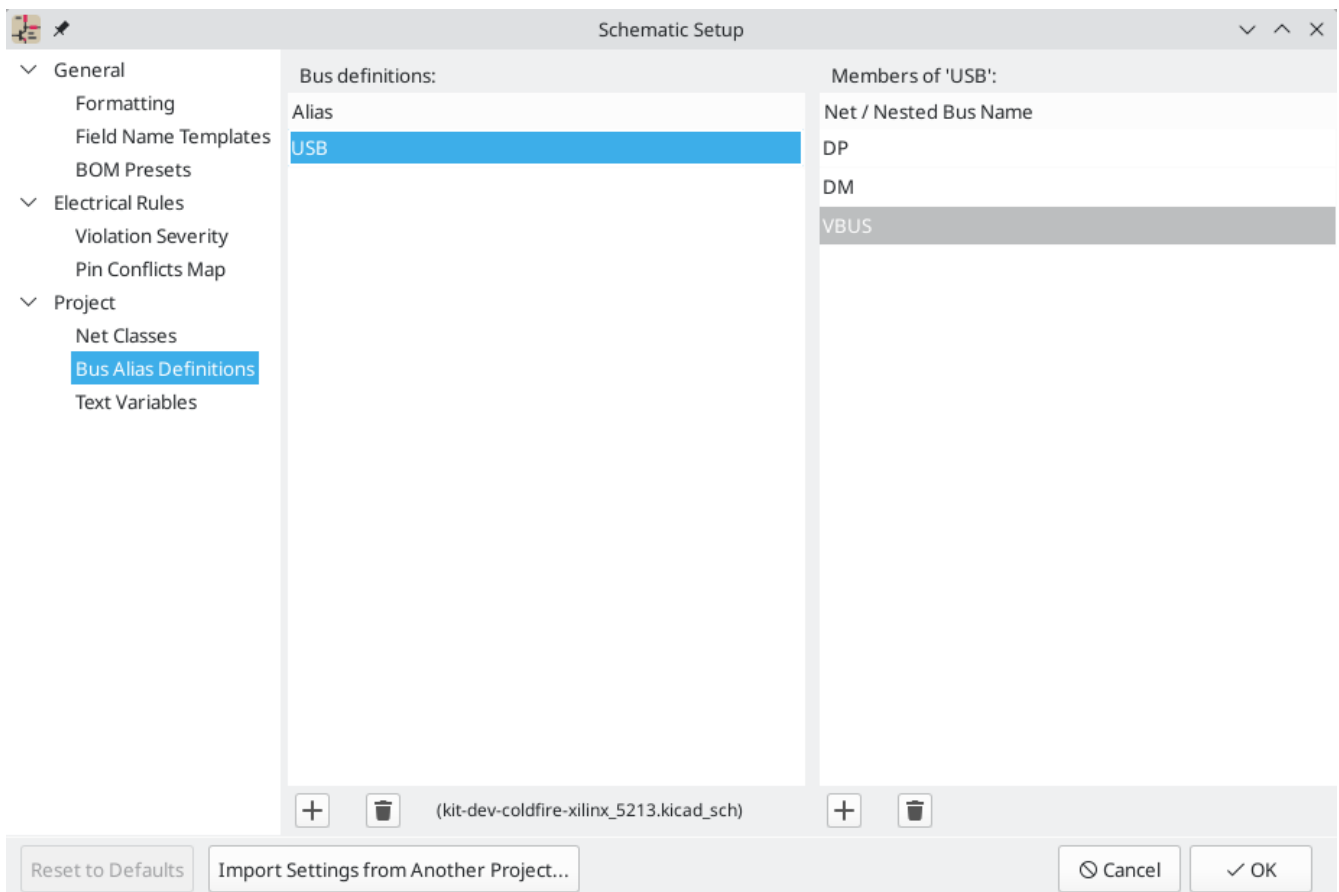 Schematic Setup
General
Formatting
Field Name Templates
BOM Presets
Electrical Rules
Violation Severity
Pin Conflicts Map
Project
Net Classes
Bus Alias Definitions
Text Variables
Bus definitions:
Alias
USB
(kit-dev-coldfire-xilinx_5213.kicad_sch)
Members of 'USB':
Net / Nested Bus Name
DP
DM
VBUS
Reset to Defaults
Import Settings from Another Project...
Cancel
OK